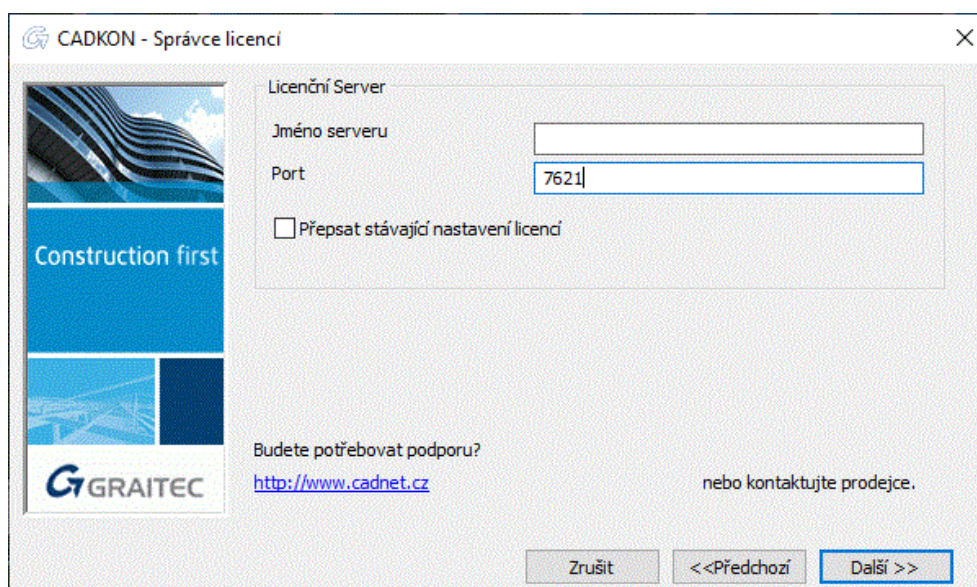 CADKON - Správce licencí
Licenční Server
Jméno serveru
Port
7621
Přepsat stávající nastavení licencí
Construction first
GRAITEC
Budete potřebovat podporu?
http://www.cadnet.cz
nebo kontaktujte prodejce.
Zrušit
<<Předchozí
Další >>